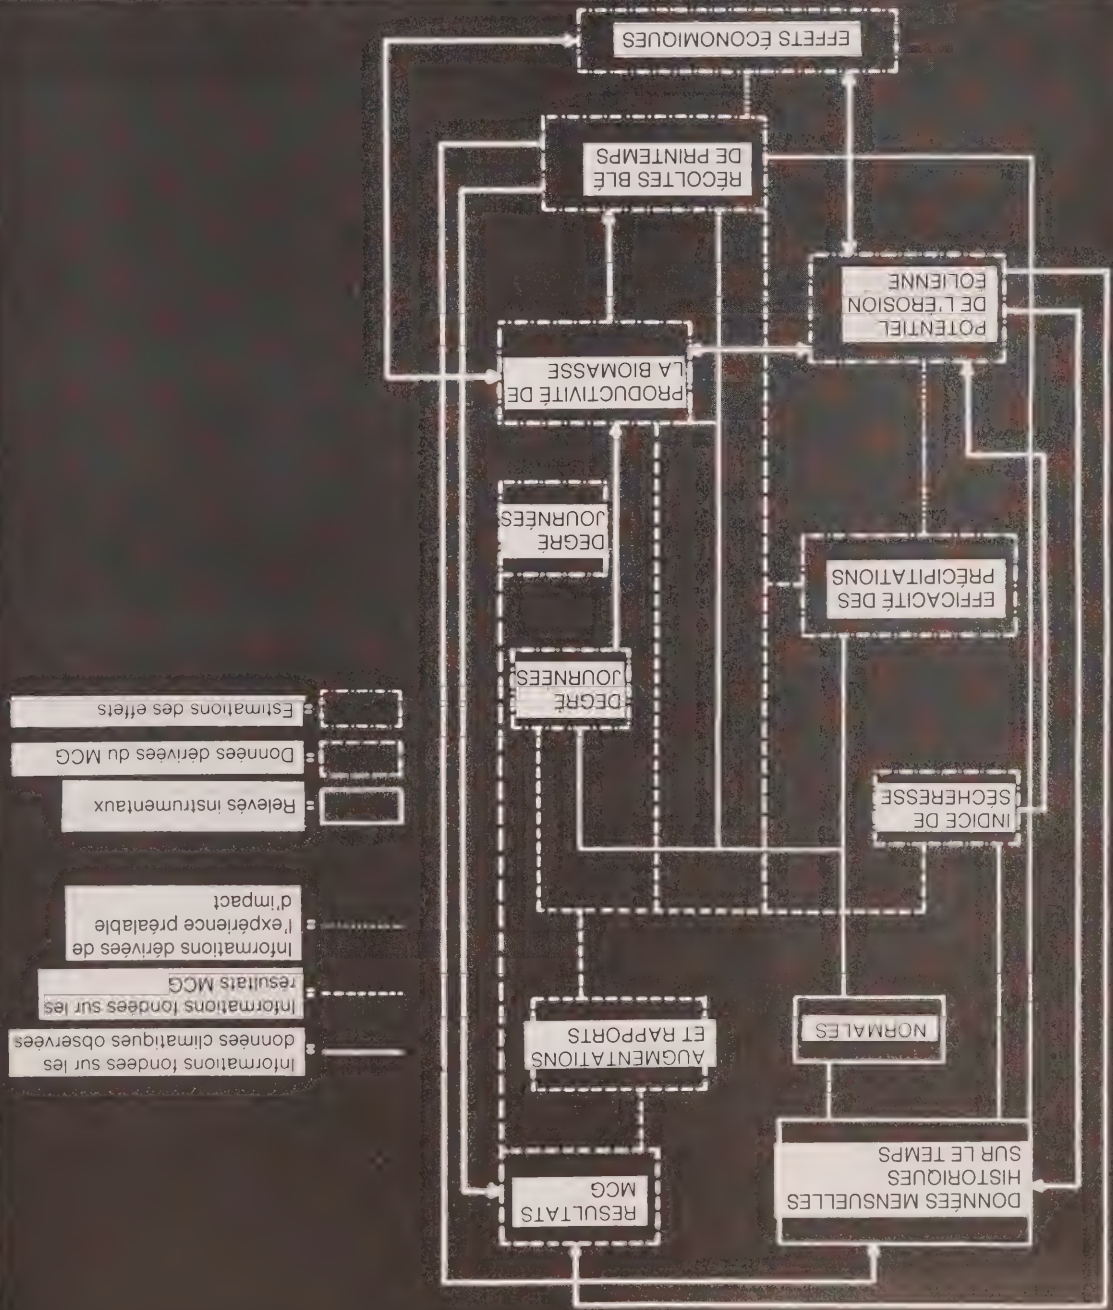 DONNÉES MENSUELLES
HISTORIQUES
SUR LE TEMPS
RESULTATS
MCG
NORMALES
AUGMENTATIONS
ET RAPPORTS
Informations fondées sur les
données climatiques observées
Informations fondées sur les
résultats MCG
Informations dérivées de
l'expérience préalable
d'impact
INDICE DE
SÉCHERESSE
Relevés instrumentaux
Données dérivées du MCG
Estimations des effets
DEGRÉ
JOURNÉES
EFFICACITÉ DES
PRÉCIPITATIONS
DEGRÉ
JOURNÉES
PRODUCTIVITÉ DE
LA BIOMASSE
POTENTIEL
DE L'ÉROSION
EOLIENNE
RÉCOLTES BLÉ
DE PRINTEMPS
EFFETS ÉCONOMIQUES